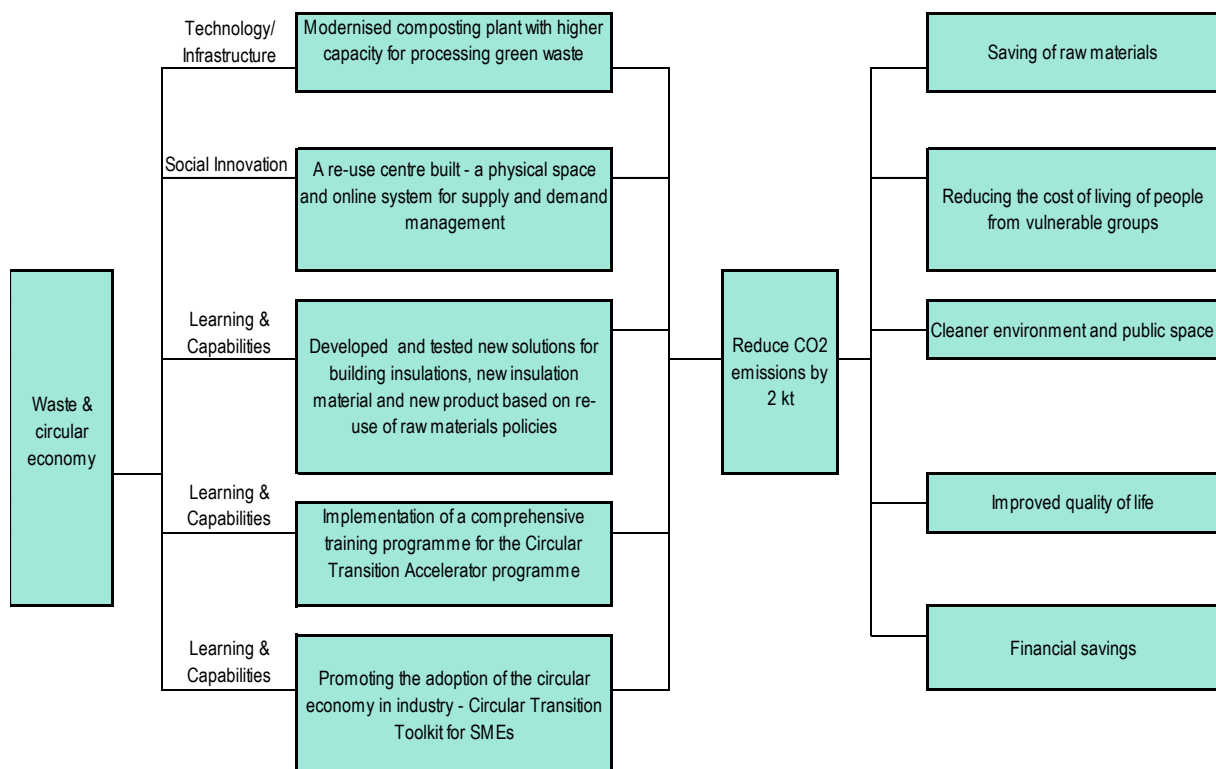 Technology/
Infrastructure
Modernised composting plant with higher
capacity for processing green waste
Social Innovation
A re-use centre built - a physical space
and online system for supply and demand
management
Learning &
Capabilities
Developed and tested new solutions for
building insulations, new insulation
material and new product based on re-
use of raw materials policies
Waste &
circular
economy
Learning &
Capabilities
Implementation of a comprehensive
training programme for the Circular
Transition Accelerator programme
Learning &
Capabilities
Promoting the adoption of the circular
economy in industry - Circular Transition
Toolkit for SMEs
Reduce CO2
emissions by
2 kt
Saving of raw materials
Reducing the cost of living of people
from vulnerable groups
Cleaner environment and public space
Improved quality of life
Financial savings